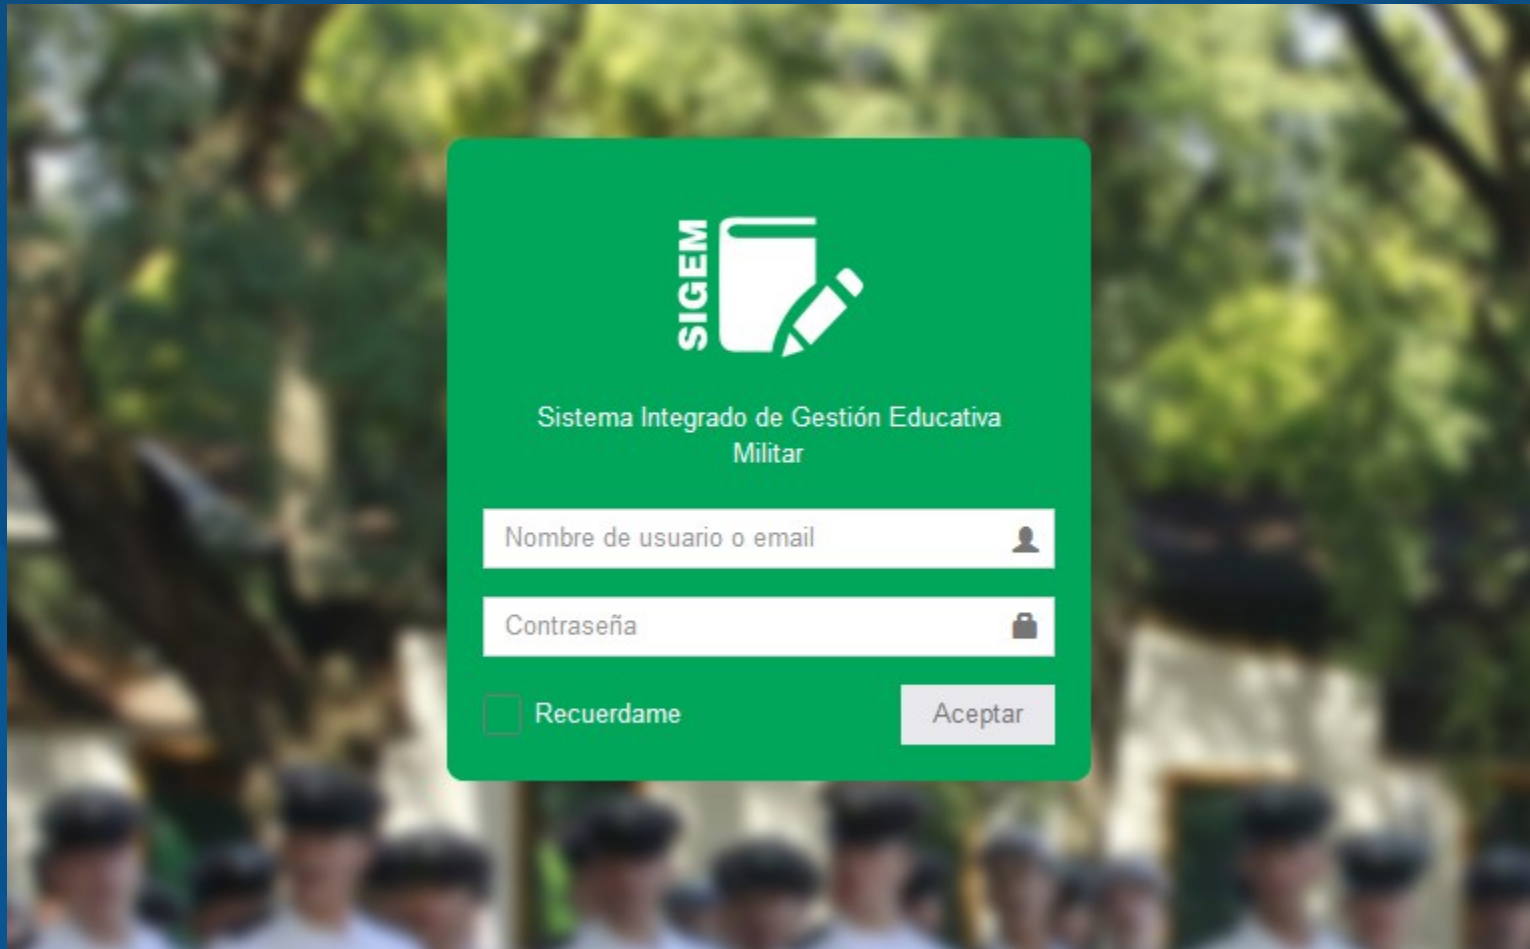 SIGEM
Sistema Integrado de Gestión Educativa
Militar
Nombre de usuario o email
Contraseña
Recuerdame
Aceptar